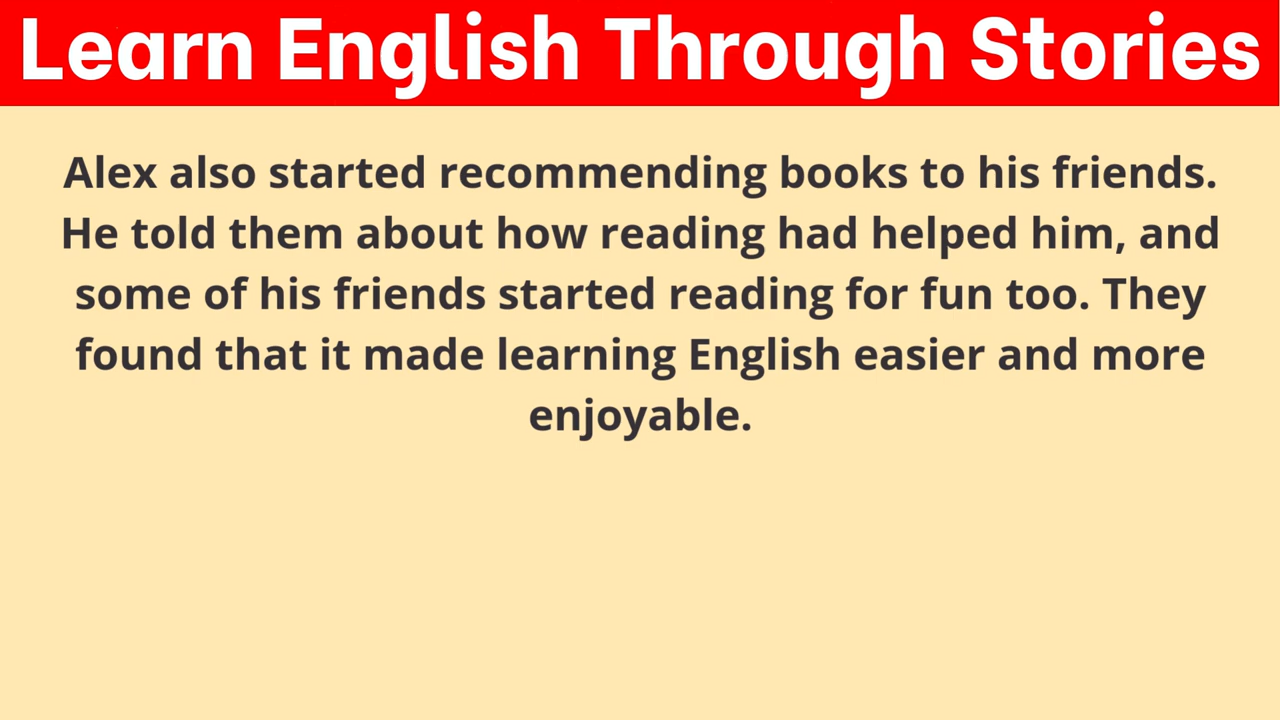 Learn English Through Stories
Alex also started recommending books to his friends.
He told them about how reading had helped him, and
some of his friends started reading for fun too. They
found that it made learning English easier and more
enjoyable.